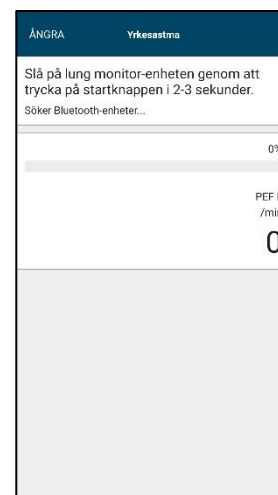 ÅNGRA Yrkesastma
Slå på lung monitor-enheten genom att
trycka på startknappen i 2-3 sekunder.
Söker Bluetooth-enheter...
0%
PEF
/min
0